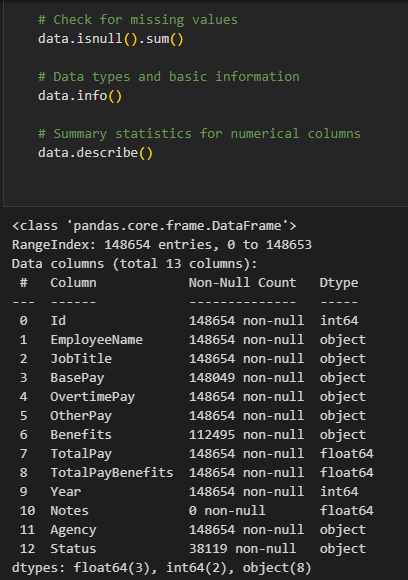 # Check for missing values
data.isnull().sum()
# Data types and basic information
data.info()
# Summary statistics for numerical columns
data.describe()
<class 'pandas.core.frame.DataFrame'>
RangeIndex: 148654 entries, 0 to 148653
Data columns (total 13 columns):
 #   Column            Non-Null Count   Dtype
---  ------            --------------   -----
 0   Id                148654 non-null  int64
 1   EmployeeName      148654 non-null  object
 2   JobTitle          148654 non-null  object
 3   BasePay           148049 non-null  object
 4   OvertimePay       148654 non-null  object
 5   OtherPay          148654 non-null  object
 6   Benefits          112495 non-null  object
 7   TotalPay          148654 non-null  float64
 8   TotalPayBenefits  148654 non-null  float64
 9   Year              148654 non-null  int64
 10  Notes             0 non-null       float64
 11  Agency            148654 non-null  object
 12  Status            38119 non-null   object
dtypes: float64(3), int64(2), object(8)